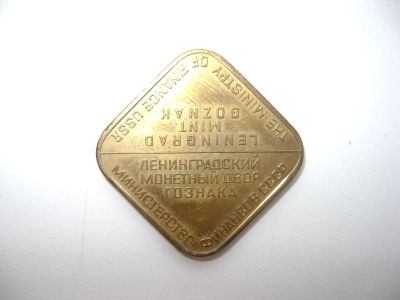 THE MINISTRY OF FINANCE USSR
LENINGRAD
MINT
GOZNAK
ЛЕНИНГРАДСКИЙ
МОНЕТНЫЙ ДВОР
ГОЗНАКА
МИНИСТЕРСТВО ФИНАНСОВ СССР